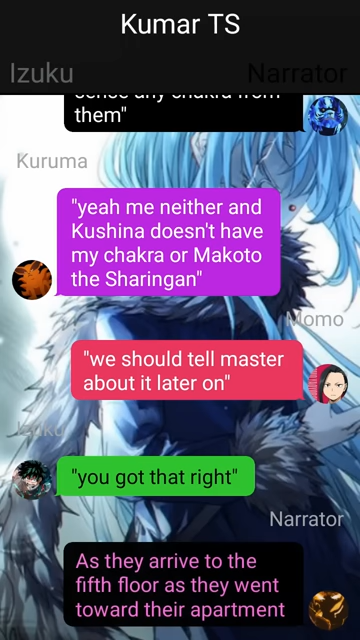 Kumar TS
Izuku
Narrator
sense any chakra from
them"
Kuruma
"yeah me neither and
Kushina doesn't have
my chakra or Makoto
the Sharingan"
Momo
"we should tell master
about it later on"
Izuku
"you got that right"
Narrator
As they arrive to the
fifth floor as they went
toward their apartment